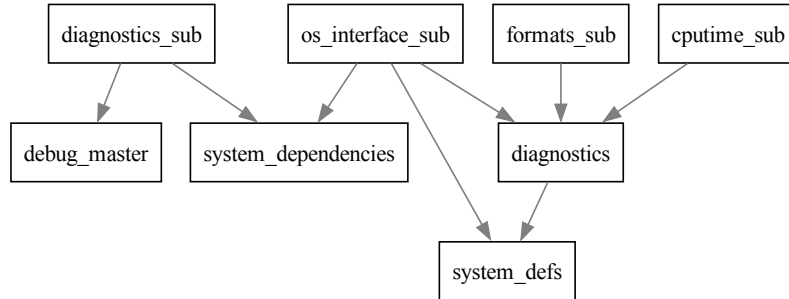 diagnostics_sub
os_interface_sub
formats_sub
cputime_sub
debug_master
system_dependencies
diagnostics
system_defs